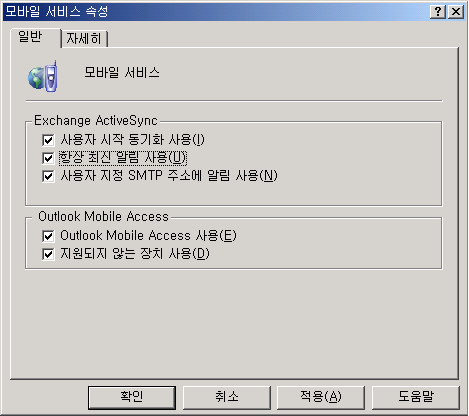 모바일 서비스 속성
일반
자세히
모바일 서비스
Exchange ActiveSync
사용자 시작 동기화 사용(I)
항상 최신 알림 사용(U)
사용자 지정 SMTP 주소에 알림 사용(N)
Outlook Mobile Access
Outlook Mobile Access 사용(E)
지원되지 않는 장치 사용(D)
확인
취소
적용(A)
도움말